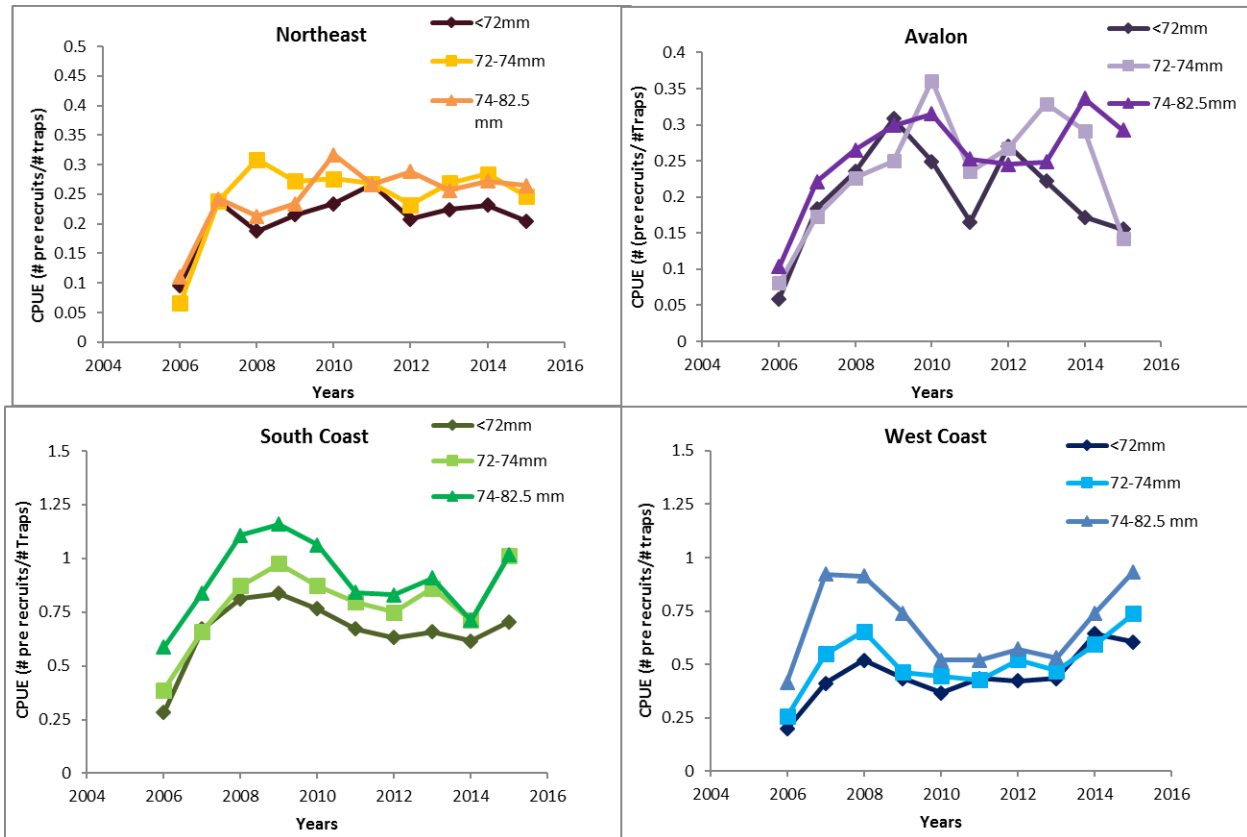 Northeast
<72mm
72-74mm
74-82.5
mm
CPUE (# pre recruits/# traps)
0.5
0.45
0.4
0.35
0.3
0.25
0.2
0.15
0.1
0.05
0
2004 2006 2008 2010 2012 2014 2016
Years
Avalon
<72mm
72-74mm
74-82.5mm
CPUE (# (pre recruits/ #Traps)
0.4
0.35
0.3
0.25
0.2
0.15
0.1
0.05
0
2004 2006 2008 2010 2012 2014 2016
Years
South Coast
<72mm
72-74mm
74-82.5 mm
CPUE (# pre recruits/# Traps)
1.5
1.25
1
0.75
0.5
0.25
0
2004 2006 2008 2010 2012 2014 2016
Years
West Coast
<72mm
72-74mm
74-82.5 mm
CPUE (# pre recruits/# traps)
1.5
1.25
1
0.75
0.5
0.25
0
2004 2006 2008 2010 2012 2014 2016
Years